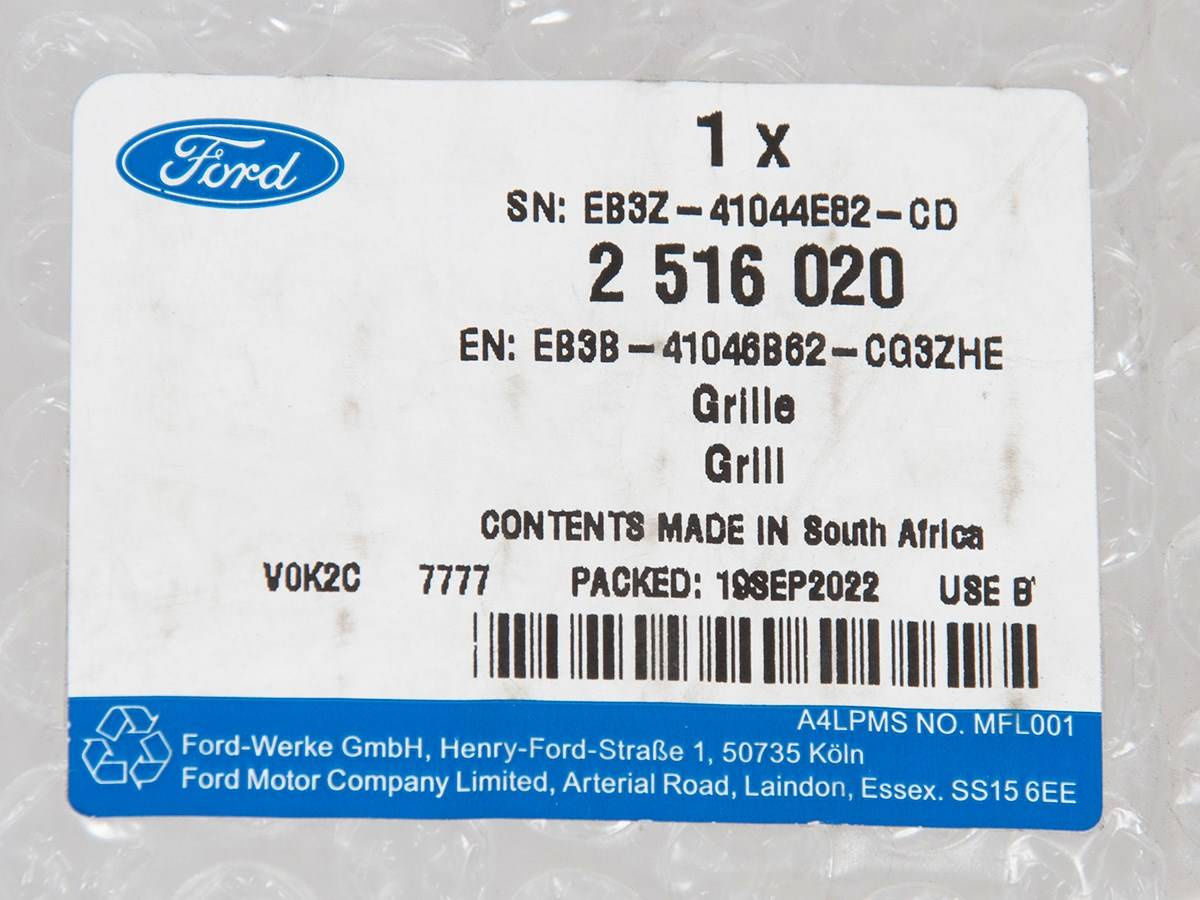 Ford
1 x
SN: EB3Z-41044E82-CD
2 516 020
EN: EB3B-41046B62-CG3ZHE
Grille
Grill
CONTENTS MADE IN South Africa
V0K2C 7777 PACKED: 19SEP2022 USE B
A4LPMS NO. MFL001
Ford-Werke GmbH, Henry-Ford-Straße 1, 50735 Köln
Ford Motor Company Limited, Arterial Road, Laindon, Essex. SS15 6EE